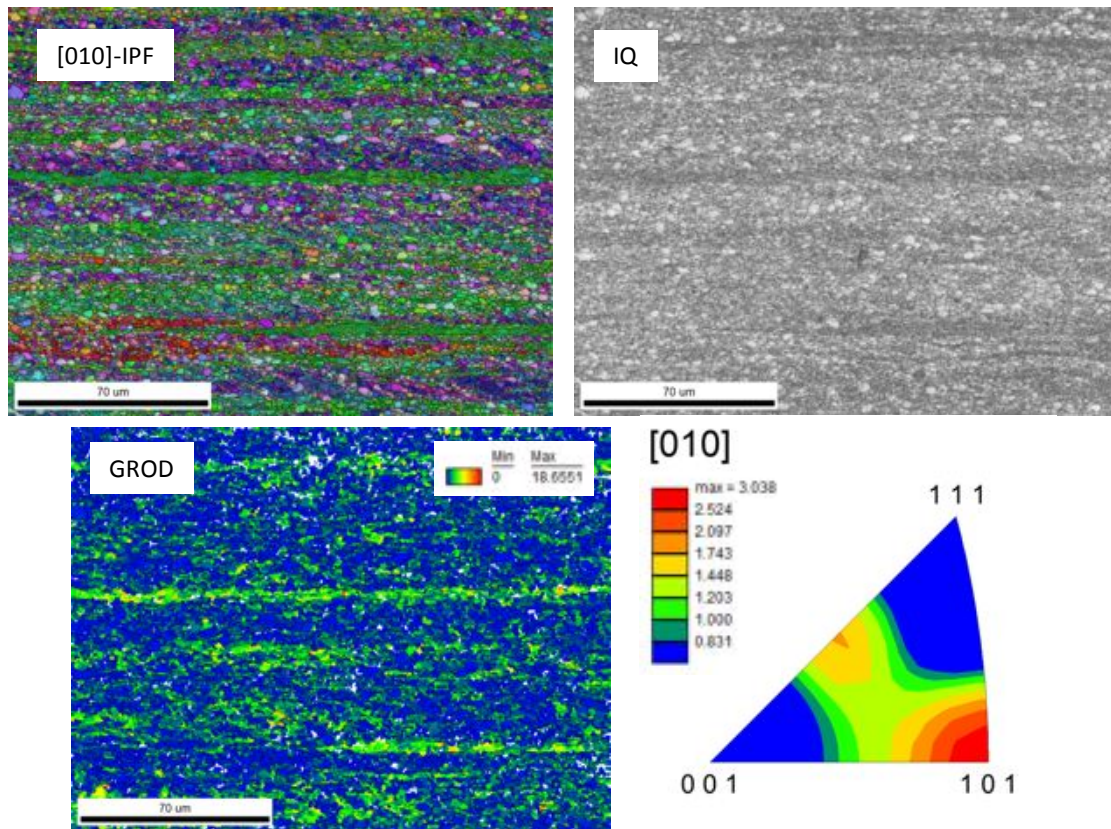 [010]-IPF
IQ
70 um
70 um
GROD
Min Max
0 18.6551
70 um
[010]
max = 3.038
2.524
2.097
1.743
1.448
1.203
1.000
0.831
1 1 1
0 0 1
1 0 1